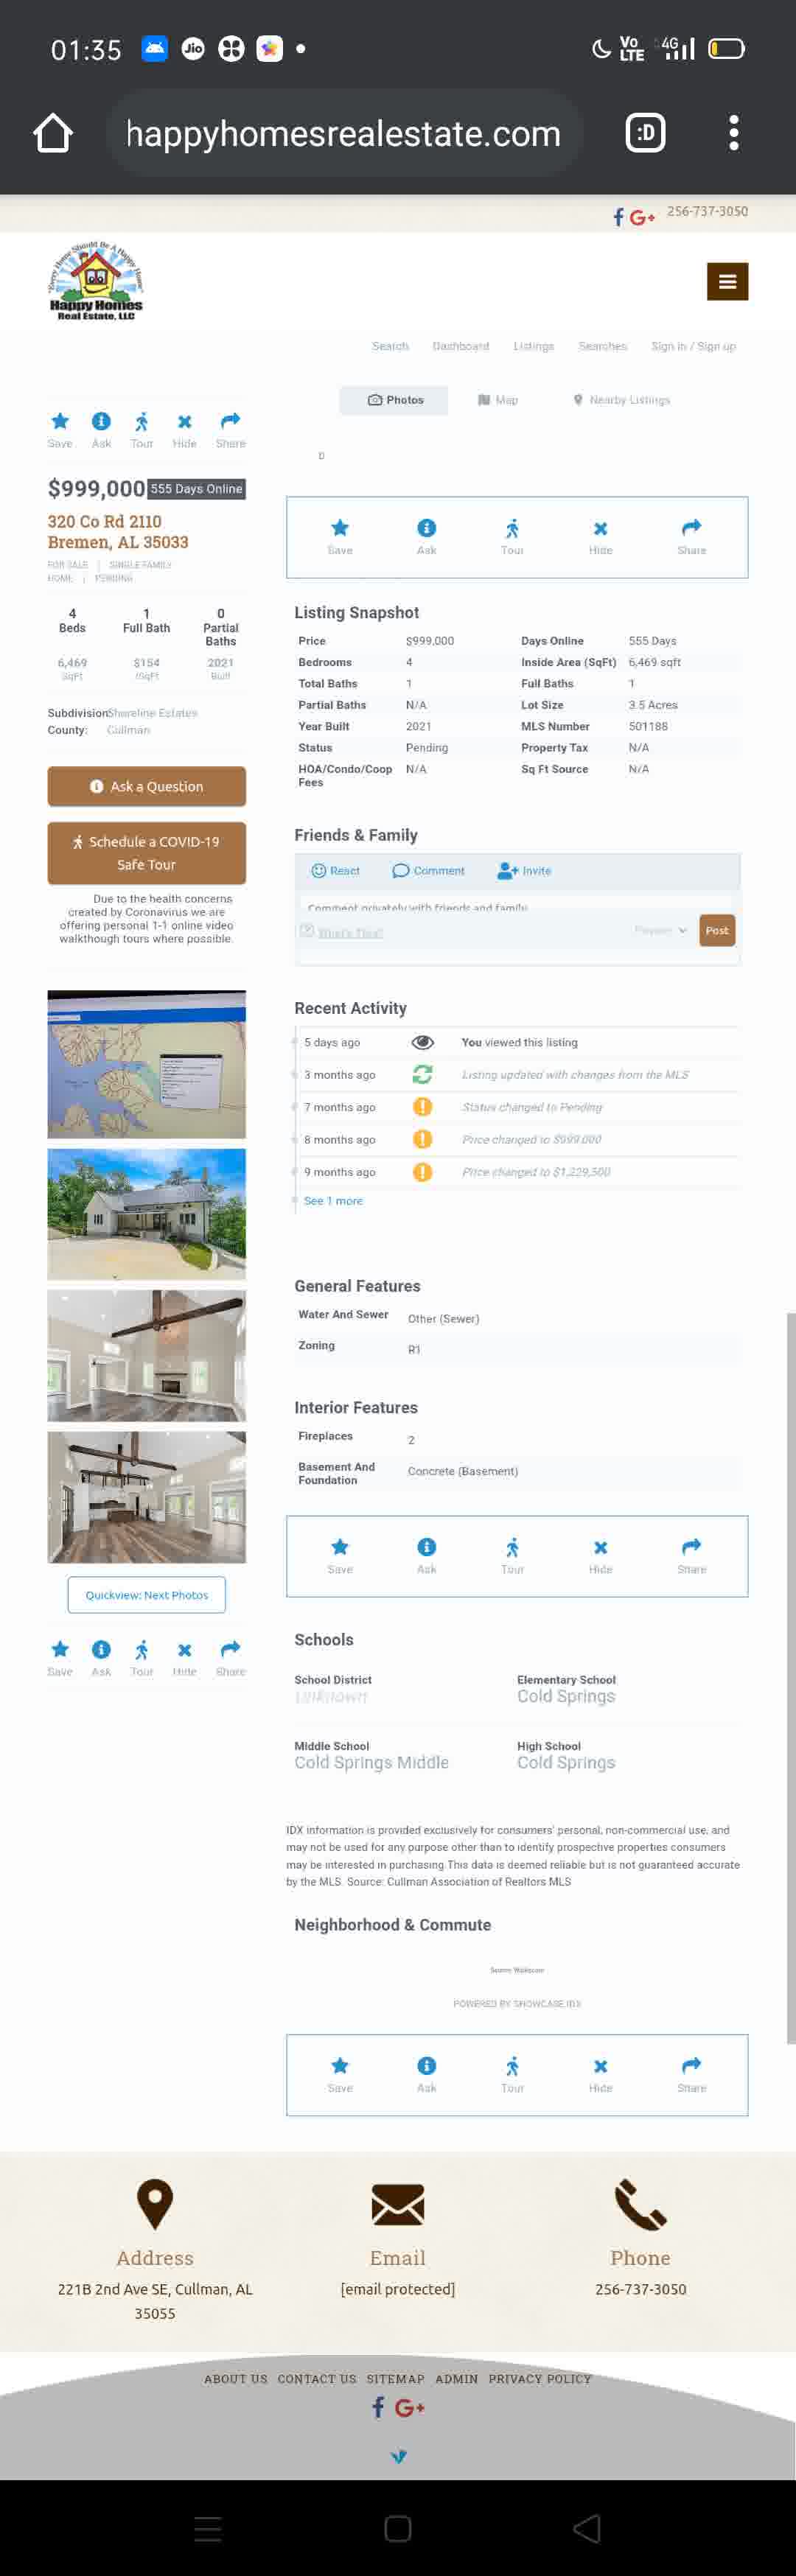 01:35
Jio
Vo
LTE
4G
happyhomesrealestate.com
:D
256-737-3050
"Every Home Should Be A Happy Home"
Happy Homes
Real Estate, LLC
Search Dashboard Listings Searches Sign in / Sign up
Photos Map Nearby Listings
Save Ask Tour Hide Share
$999,000 555 Days Online
320 Co Rd 2110
Bremen, AL 35033
FOR SALE | SINGLE FAMILY
HOME | PENDING
4 1 0
Beds Full Bath Partial
Baths
6,469 $154 2021
SqFt /SqFt Built
Subdivision: Shoreline Estates
County: Cullman
Ask a Question
Schedule a COVID-19
Safe Tour
Due to the health concerns
created by Coronavirus we are
offering personal 1-1 online video
walkthough tours where possible.
Quickview: Next Photos
Save Ask Tour Hide Share
D
Save Ask Tour Hide Share
Listing Snapshot
Price $999,000 Days Online 555 Days
Bedrooms 4 Inside Area (SqFt) 6,469 sqft
Total Baths 1 Full Baths 1
Partial Baths N/A Lot Size 3.5 Acres
Year Built 2021 MLS Number 501188
Status Pending Property Tax N/A
HOA/Condo/Coop N/A Sq Ft Source N/A
Fees
Friends & Family
React Comment Invite
Comment privately with friends and family
What's This?
Post
Recent Activity
5 days ago You viewed this listing
3 months ago Listing updated with changes from the MLS
7 months ago Status changed to Pending
8 months ago Price changed to $999,000
9 months ago Price changed to $1,229,500
See 1 more
General Features
Water And Sewer Other (Sewer)
Zoning R1
Interior Features
Fireplaces 2
Basement And Concrete (Basement)
Foundation
Save Ask Tour Hide Share
Schools
School District Elementary School
Unknown Cold Springs
Middle School High School
Cold Springs Middle Cold Springs
IDX information is provided exclusively for consumers' personal, non-commercial use, and
may not be used for any purpose other than to identify prospective properties consumers
may be interested in purchasing. This data is deemed reliable but is not guaranteed accurate
by the MLS. Source: Cullman Association of Realtors MLS
Neighborhood & Commute
Source: Walkscore
POWERED BY SHOWCASE IDX
Save Ask Tour Hide Share
Address Email Phone
221B 2nd Ave SE, Cullman, AL [email protected] 256-737-3050
35055
ABOUT US CONTACT US SITEMAP ADMIN PRIVACY POLICY